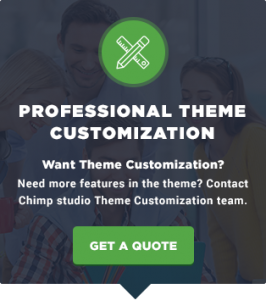 PROFESSIONAL THEME
CUSTOMIZATION
Want Theme Customization?
Need more features in the theme? Contact
Chimp studio Theme Customization team.
GET A QUOTE